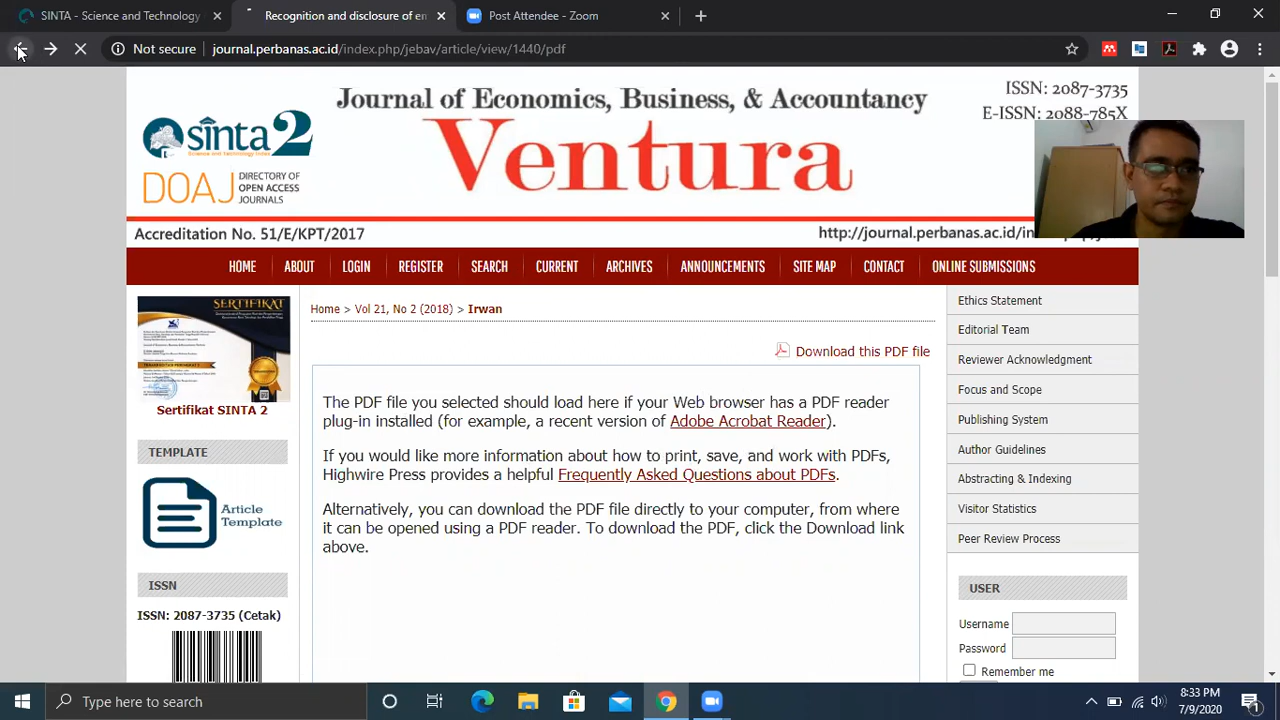 SINTA - Science and Technology
Recognition and disclosure of em
Post Attendee - Zoom
Not secure
journal.perbanas.ac.id/index.php/jebav/article/view/1440/pdf
sinta 2
Science and Technology Index
DOAJ
DIRECTORY OF
OPEN ACCESS
JOURNALS
Journal of Economics, Business, & Accountancy
Ventura
ISSN: 2087-3735
E-ISSN: 2088-785X
Accreditation No. 51/E/KPT/2017
http://journal.perbanas.ac.id/in
HOME
ABOUT
LOGIN
REGISTER
SEARCH
CURRENT
ARCHIVES
ANNOUNCEMENTS
SITE MAP
CONTACT
ONLINE SUBMISSIONS
SERTIFIKAT
Sertifikat SINTA 2
TEMPLATE
Article
Template
ISSN
ISSN: 2087-3735 (Cetak)
Home > Vol 21, No 2 (2018) > Irwan
Download this PDF file
The PDF file you selected should load here if your Web browser has a PDF reader
plug-in installed (for example, a recent version of Adobe Acrobat Reader).
If you would like more information about how to print, save, and work with PDFs,
Highwire Press provides a helpful Frequently Asked Questions about PDFs.
Alternatively, you can download the PDF file directly to your computer, from where
it can be opened using a PDF reader. To download the PDF, click the Download link
above.
Ethics Statement
Editorial Team
Reviewer Acknowledgment
Focus and Scope
Publishing System
Author Guidelines
Abstracting & Indexing
Visitor Statistics
Peer Review Process
USER
Username
Password
Remember me
Type here to search
8:33 PM
7/9/2020